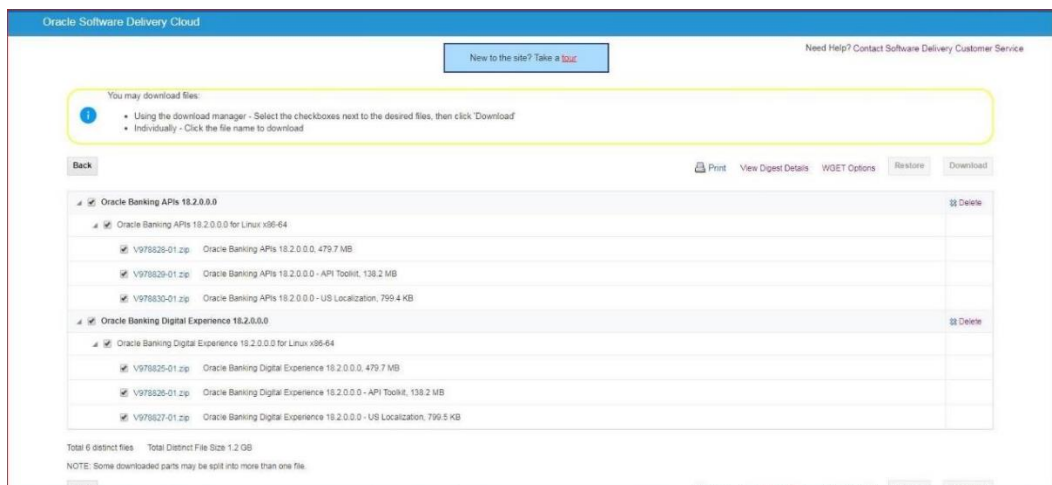 Oracle Software Delivery Cloud
Need Help? Contact Software Delivery Customer Service
New to the site? Take a tour
You may download files:
Using the download manager - Select the checkboxes next to the desired files, then click 'Download'
Individually - Click the file name to download
Back
Print View Digest Details WGET Options Restore Download
Oracle Banking APIs 18.2.0.0.0 Delete
Oracle Banking APIs 18.2.0.0.0 for Linux x86-64
V978828-01.zip Oracle Banking APIs 18.2.0.0.0, 479.7 MB
V978829-01.zip Oracle Banking APIs 18.2.0.0.0 - API Toolkit, 138.2 MB
V978830-01.zip Oracle Banking APIs 18.2.0.0.0 - US Localization, 799.4 KB
Oracle Banking Digital Experience 18.2.0.0.0 Delete
Oracle Banking Digital Experience 18.2.0.0.0 for Linux x86-64
V978825-01.zip Oracle Banking Digital Experience 18.2.0.0.0, 479.7 MB
V978826-01.zip Oracle Banking Digital Experience 18.2.0.0.0 - API Toolkit, 138.2 MB
V978827-01.zip Oracle Banking Digital Experience 18.2.0.0.0 - US Localization, 799.5 KB
Total 6 distinct files Total Distinct File Size 1.2 GB
NOTE: Some downloaded parts may be split into more than one file.